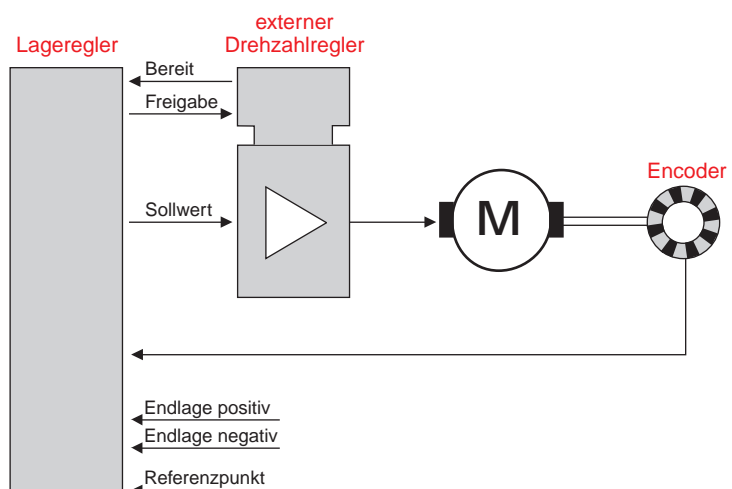 externer
Lageregler
Drehzahlregler
Bereit
Freigabe
Encoder
Sollwert
M
Endlage positiv
Endlage negativ
Referenzpunkt